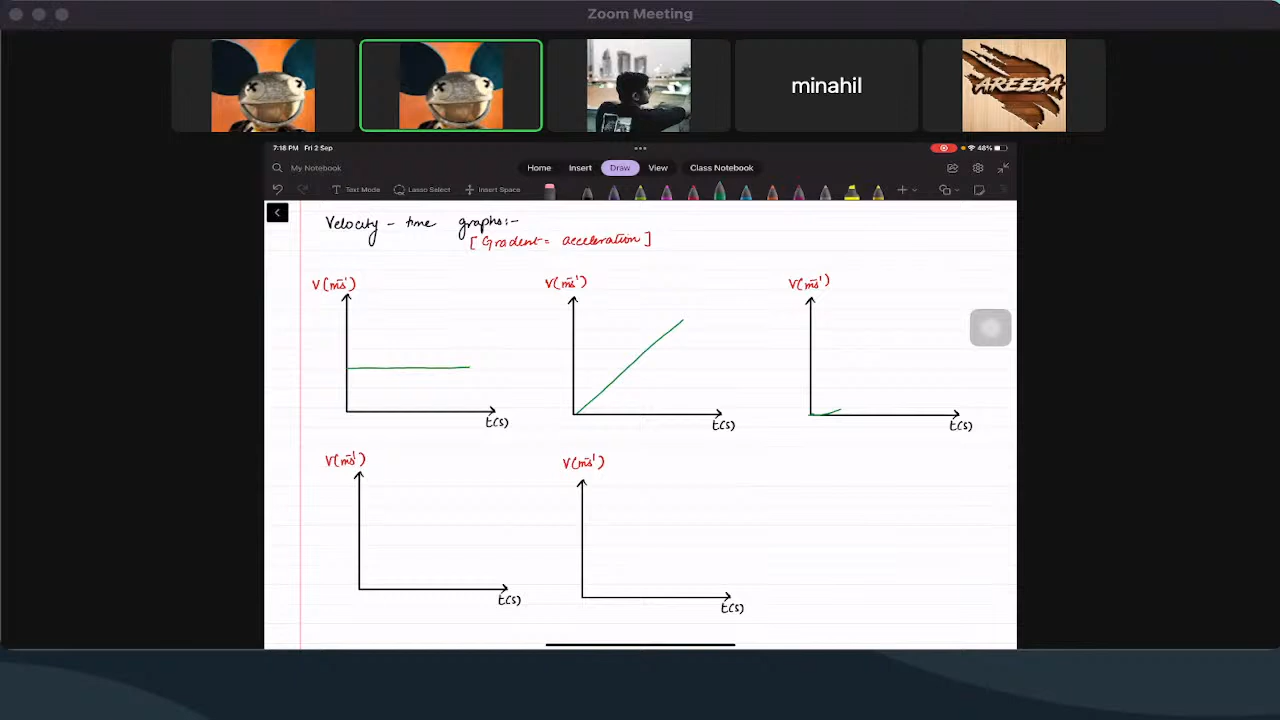 Zoom Meeting
minahil
AREEBA
7:18 PM Fri 2 Sep
48%
My Notebook
Home Insert Draw View Class Notebook
Text Mode Lasso Select Insert Space
Velocity - time graphs:-
[Gradient = acceleration]
V(ms⁻¹) V(ms⁻¹) V(ms⁻¹)
t(s) t(s) t(s)
V(ms⁻¹) V(ms⁻¹)
t(s) t(s)